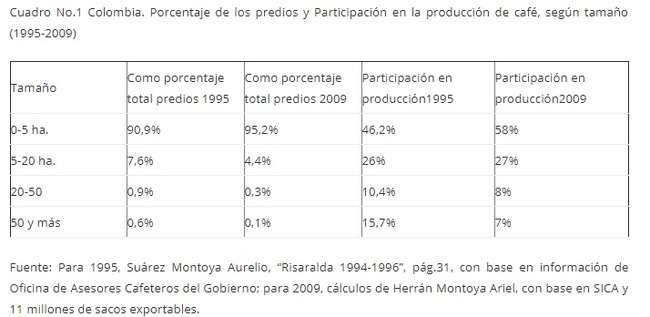 Cuadro No.1 Colombia. Porcentaje de los predios y Participación en la producción de café, según tamaño
(1995-2009)
Tamaño
Como porcentaje
total predios 1995
Como porcentaje
total predios 2009
Participación en
producción1995
Participación en
producción2009
0-5 ha. 90,9% 95,2% 46,2% 58%
5-20 ha. 7,6% 4,4% 26% 27%
20-50 0,9% 0,3% 10,4% 8%
50 y más 0,6% 0,1% 15,7% 7%
Fuente: Para 1995, Suárez Montoya Aurelio, “Risaralda 1994-1996”, pág.31, con base en información de
Oficina de Asesores Cafeteros del Gobierno; para 2009, cálculos de Herrán Montoya Ariel, con base en SICA y
11 millones de sacos exportables.